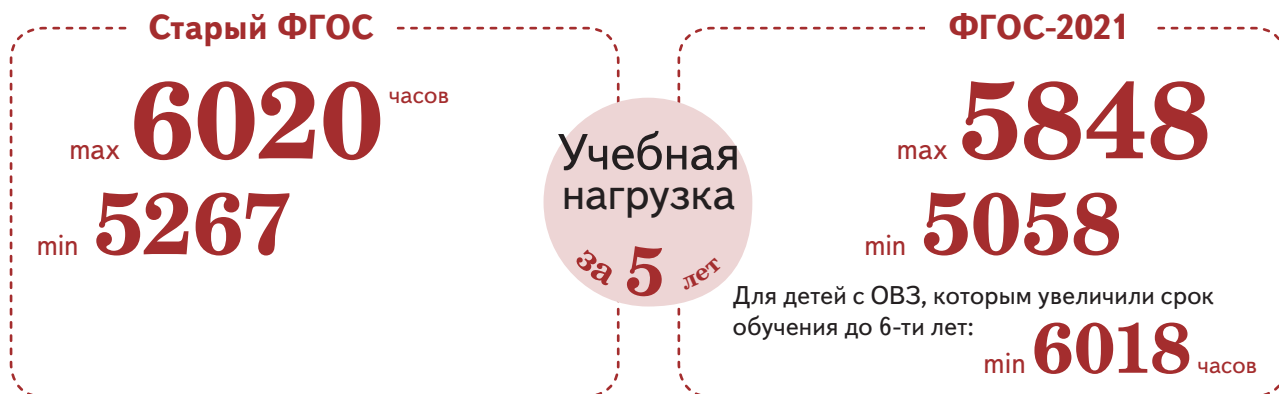 Старый ФГОС
max 6020 часов
min 5267
Учебная
нагрузка
за 5 лет
ФГОС-2021
max 5848
min 5058
Для детей с ОВЗ, которым увеличили срок
обучения до 6-ти лет:
min 6018 часов